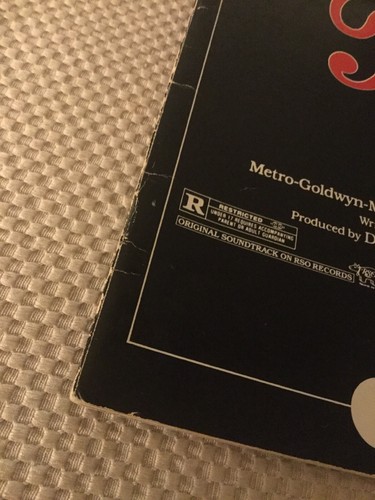 Metro-Goldwyn-M
Wr
Produced by D
R
RESTRICTED
UNDER 17 REQUIRES ACCOMPANYING
PARENT OR ADULT GUARDIAN
ORIGINAL SOUNDTRACK ON RSO RECORDS
RSO